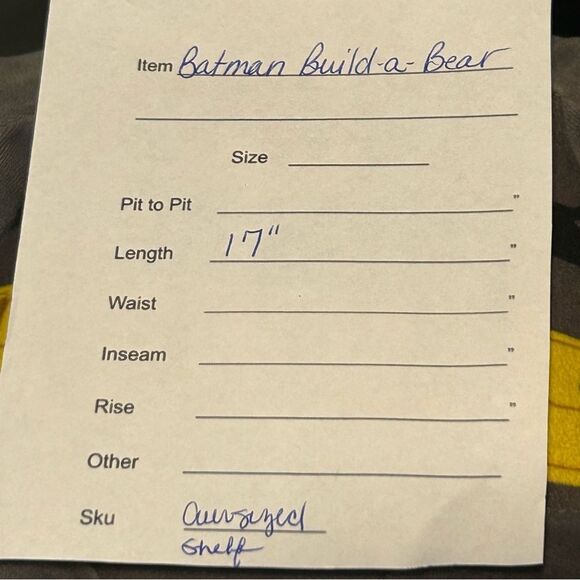 Item Batman Build-a-Bear
Size
Pit to Pit "
Length 17" "
Waist "
Inseam "
Rise "
Other
Sku Oversized
Shelf